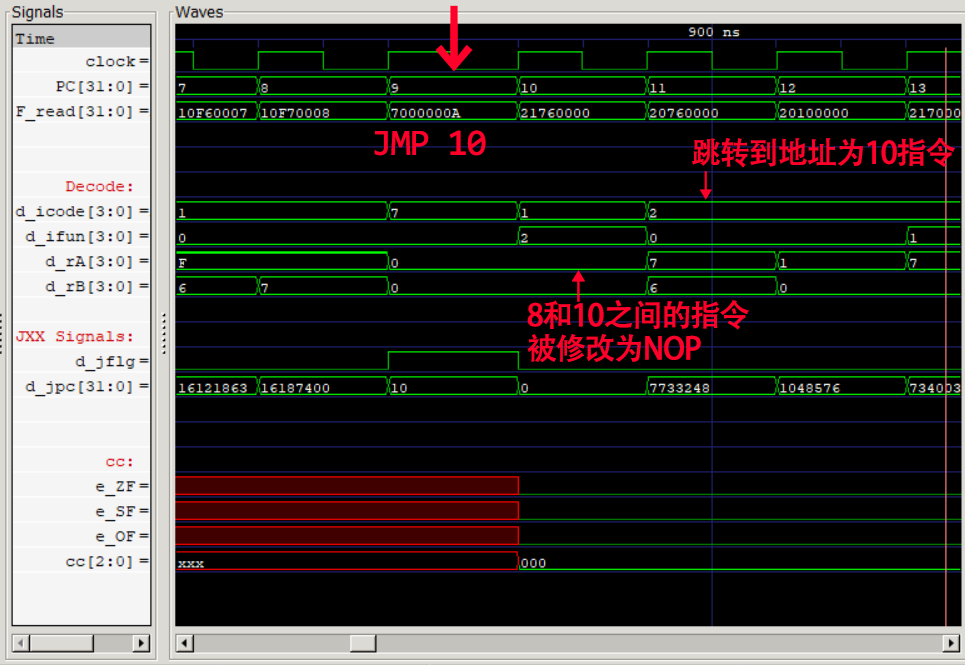 Signals
Waves
Time
900 ns
clock=
PC[31:0] = 7 8 9 10 11 12 13
F_read[31:0] = 10F60007 10F70008 7000000A 21760000 20760000 20100000 217000
JMP 10
跳转到地址为10指令
Decode:
d_icode[3:0] = 1 7 1 2
d_ifun[3:0] = 0 2 0 1
d_rA[3:0] = F 0 7 1 7
d_rB[3:0] = 6 7 0 6 0
8和10之间的指令
被修改为NOP
JXX Signals:
d_jflg=
d_jpc[31:0] = 16121863 16187400 10 0 7733248 1048576 734003
cc:
e_ZF=
e_SF=
e_OF=
cc[2:0] = xxx 000